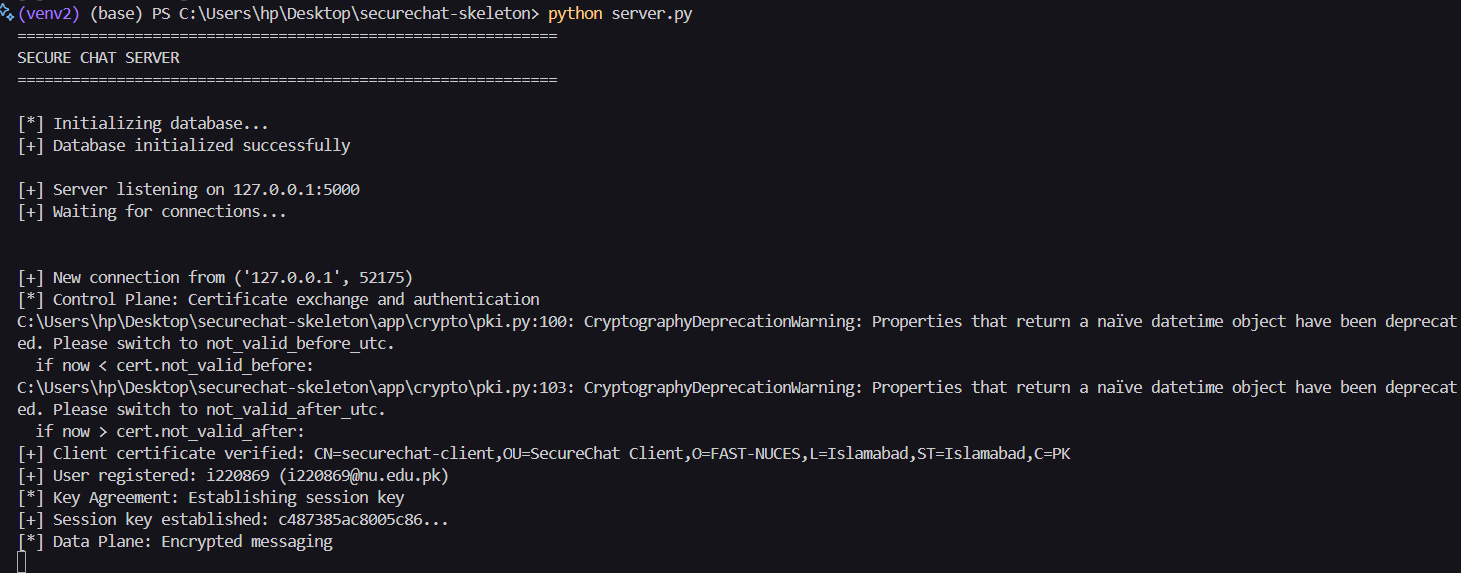 (venv2) (base) PS C:\Users\hp\Desktop\securechat-skeleton> python server.py
============================================================
SECURE CHAT SERVER
============================================================
[*] Initializing database...
[+] Database initialized successfully
[+] Server listening on 127.0.0.1:5000
[+] Waiting for connections...
[+] New connection from ('127.0.0.1', 52175)
[*] Control Plane: Certificate exchange and authentication
C:\Users\hp\Desktop\securechat-skeleton\app\crypto\pki.py:100: CryptographyDeprecationWarning: Properties that return a naïve datetime object have been deprecat
ed. Please switch to not_valid_before_utc.
  if now < cert.not_valid_before:
C:\Users\hp\Desktop\securechat-skeleton\app\crypto\pki.py:103: CryptographyDeprecationWarning: Properties that return a naïve datetime object have been deprecat
ed. Please switch to not_valid_after_utc.
  if now > cert.not_valid_after:
[+] Client certificate verified: CN=securechat-client,OU=SecureChat Client,O=FAST-NUCES,L=Islamabad,ST=Islamabad,C=PK
[+] User registered: i220869 (i220869@nu.edu.pk)
[*] Key Agreement: Establishing session key
[+] Session key established: c487385ac8005c86...
[*] Data Plane: Encrypted messaging